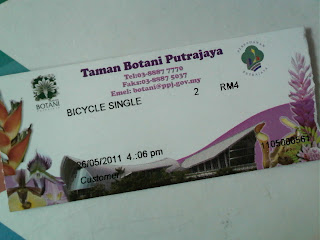 Taman Botani Putrajaya
Tel:03-8887 7770
Faks:03-8887 5037
Emel: botani@ppj.gov.my
BOTANI
BICYCLE SINGLE 2 RM4
26/05/2011 4.:06 pm
Customer